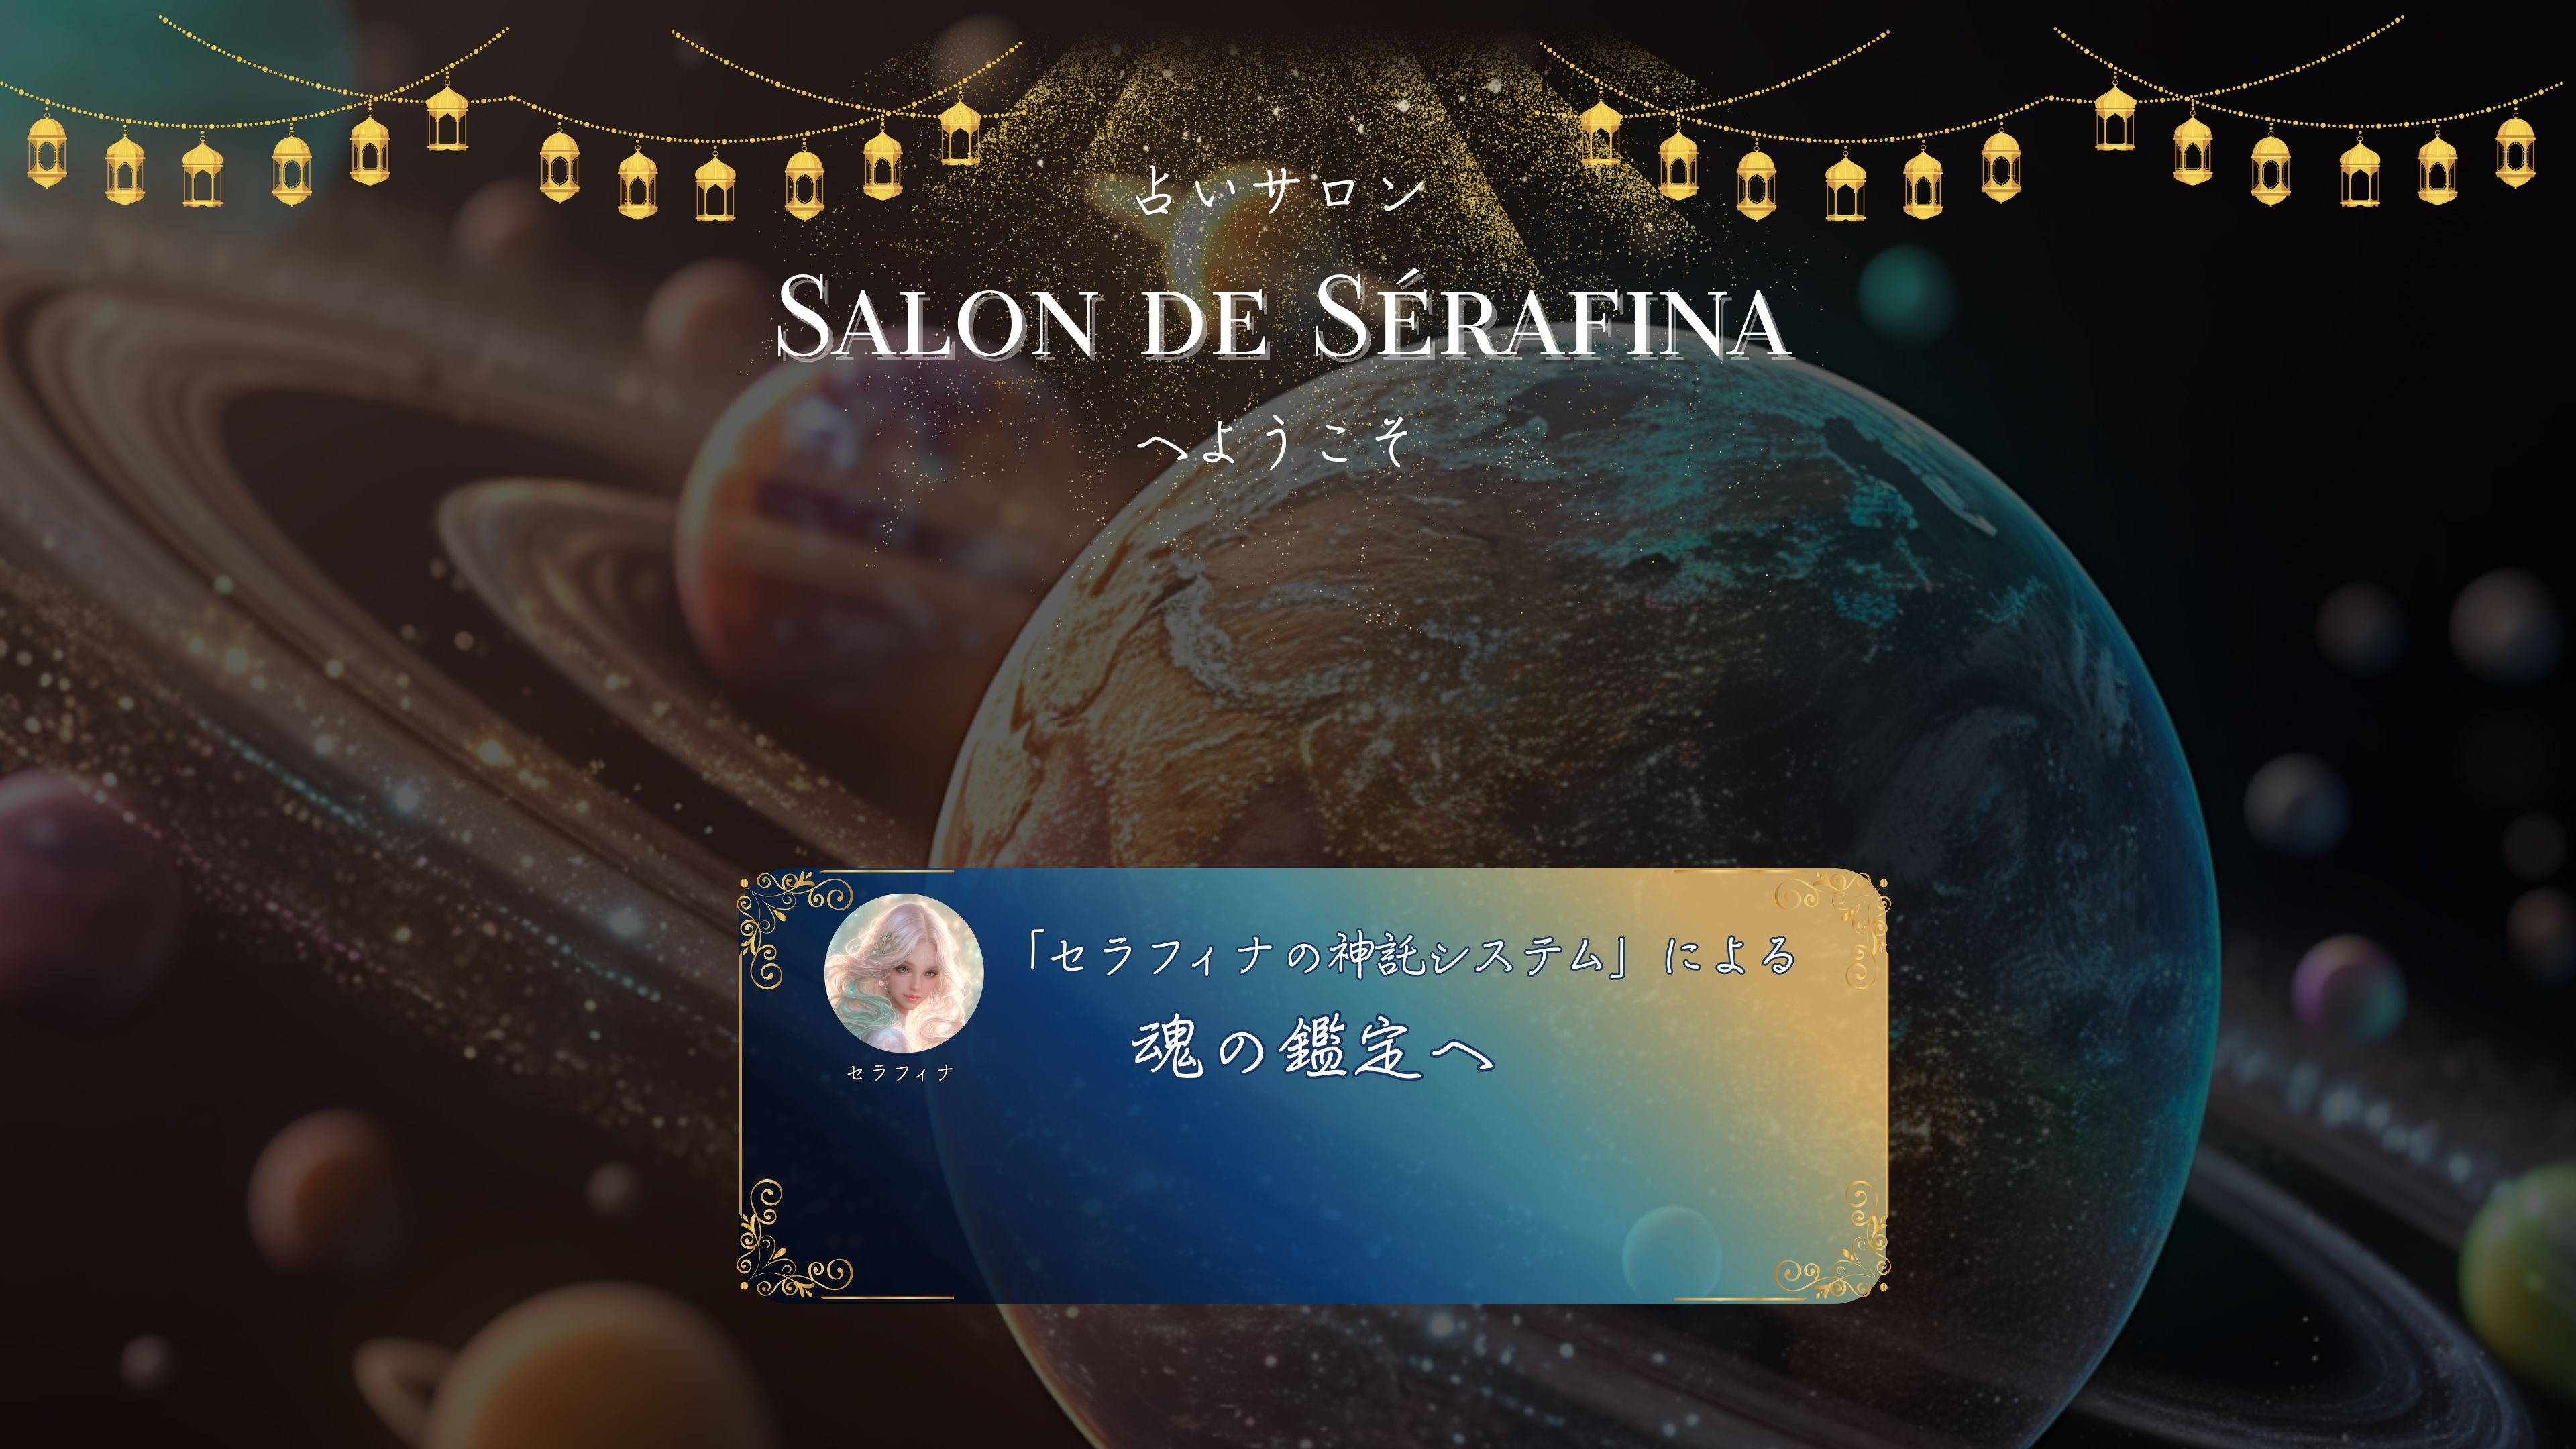 占いサロン
SALON DE SÉRAFINA
へようこそ
「セラフィナの神託システム」による
魂の鑑定へ
セラフィナ